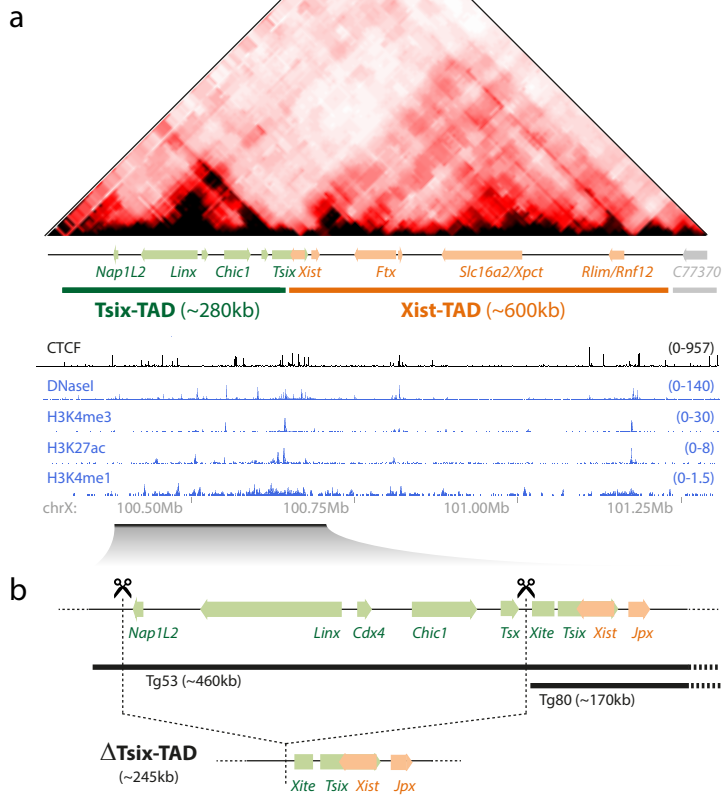 a
Nap1L2 Linx Chic1 Tsix Xist Ftx Slc16a2/Xpct Rlim/Rnf12 C77370
Tsix-TAD (~280kb) Xist-TAD (~600kb)
CTCF (0-957)
DNaseI (0-140)
H3K4me3 (0-30)
H3K27ac (0-8)
H3K4me1 (0-1.5)
chrX: 100.50Mb 100.75Mb 101.00Mb 101.25Mb
b
Nap1L2 Linx Cdx4 Chic1 Tsx Xite Tsix Xist Jpx
Tg53 (~460kb)
Tg80 (~170kb)
ΔTsix-TAD
(~245kb)
Xite Tsix Xist Jpx